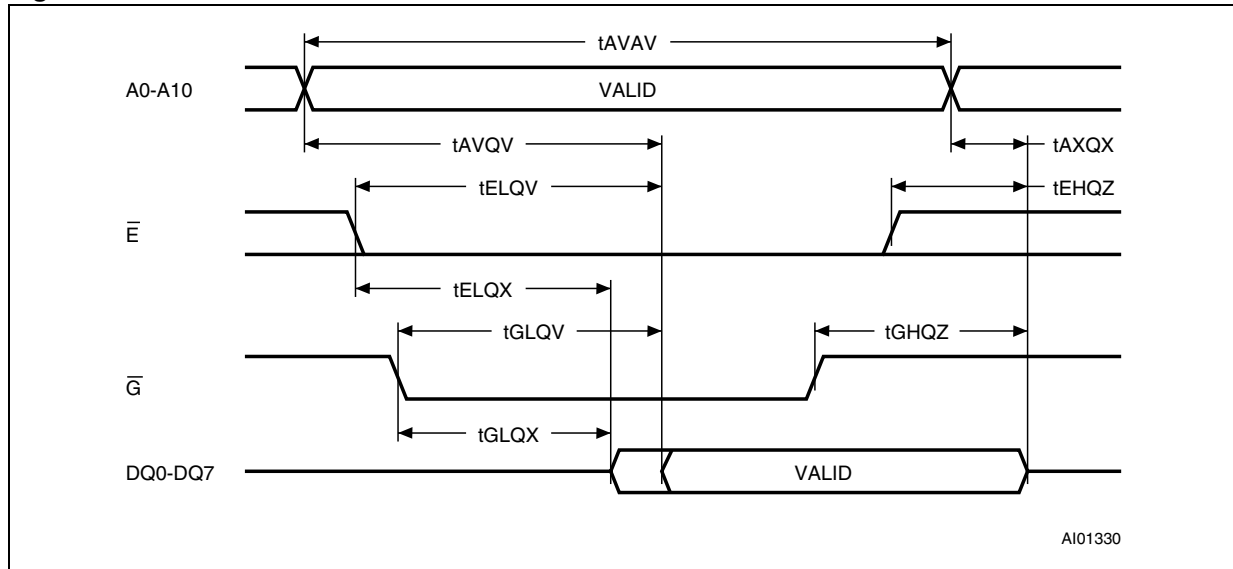 tAVAV
A0-A10
VALID
tAVQV
tAXQX
tELQV
tEHQZ
E̅
tELQX
tGLQV
tGHQZ
G̅
tGLQX
DQ0-DQ7
VALID
AI01330